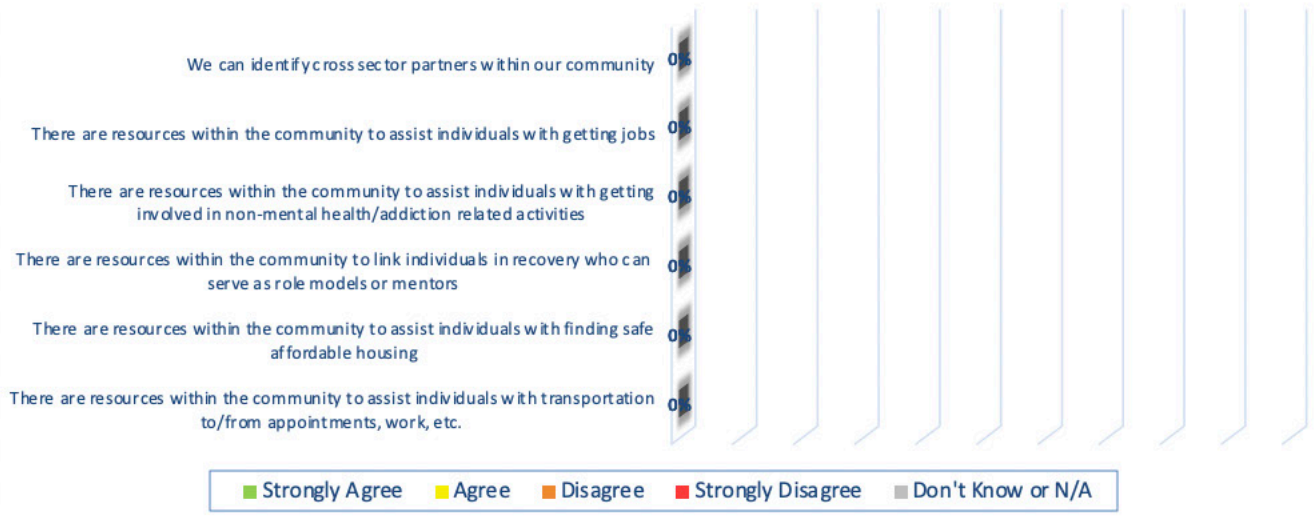 We can identify cross sector partners within our community 0%
There are resources within the community to assist individuals with getting jobs 0%
There are resources within the community to assist individuals with getting
involved in non-mental health/addiction related activities 0%
There are resources within the community to link individuals in recovery who can
serve as role models or mentors 0%
There are resources within the community to assist individuals with finding safe
affordable housing 0%
There are resources within the community to assist individuals with transportation
to/from appointments, work, etc. 0%
Strongly Agree Agree Disagree Strongly Disagree Don't Know or N/A